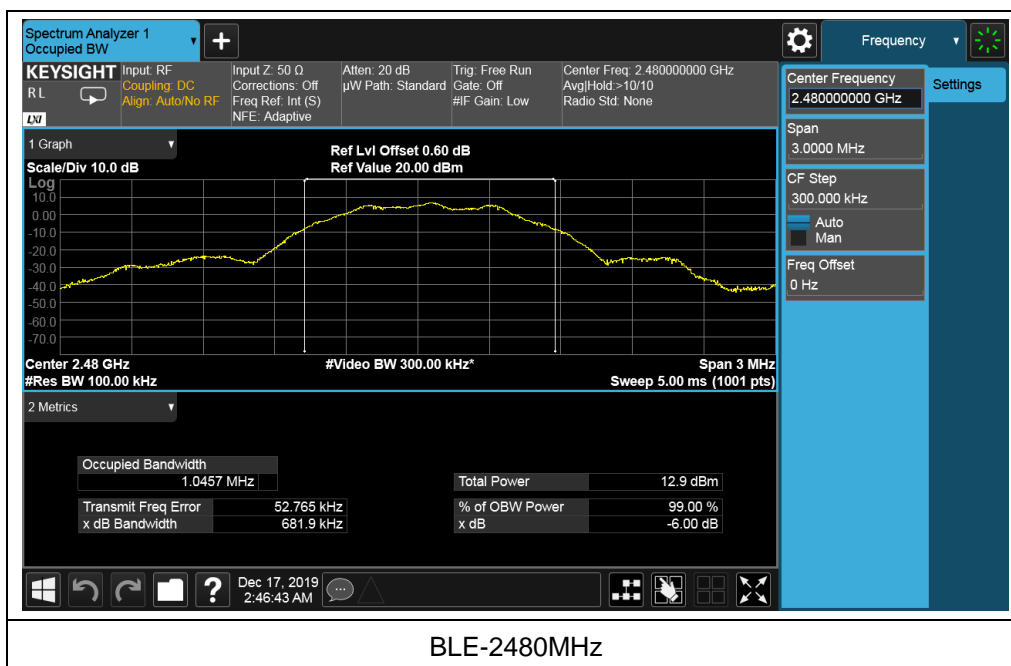 Spectrum Analyzer 1
Occupied BW
Frequency
KEYSIGHT
RL
LXI
Input: RF
Coupling: DC
Align: Auto/No RF
Input Z: 50 Ω
Corrections: Off
Freq Ref: Int (S)
NFE: Adaptive
Atten: 20 dB
µW Path: Standard
Trig: Free Run
Gate: Off
#IF Gain: Low
Center Freq: 2.480000000 GHz
Avg|Hold:>10/10
Radio Std: None
Center Frequency
2.480000000 GHz
Settings
Span
3.0000 MHz
CF Step
300.000 kHz
Auto
Man
Freq Offset
0 Hz
1 Graph
Scale/Div 10.0 dB
Ref Lvl Offset 0.60 dB
Ref Value 20.00 dBm
Log
10.0
0.00
-10.0
-20.0
-30.0
-40.0
-50.0
-60.0
-70.0
Center 2.48 GHz
#Video BW 300.00 kHz*
Span 3 MHz
#Res BW 100.00 kHz
Sweep 5.00 ms (1001 pts)
2 Metrics
Occupied Bandwidth
1.0457 MHz
Total Power 12.9 dBm
Transmit Freq Error 52.765 kHz
% of OBW Power 99.00 %
x dB Bandwidth 681.9 kHz
x dB -6.00 dB
?
Dec 17, 2019
2:46:43 AM
BLE-2480MHz